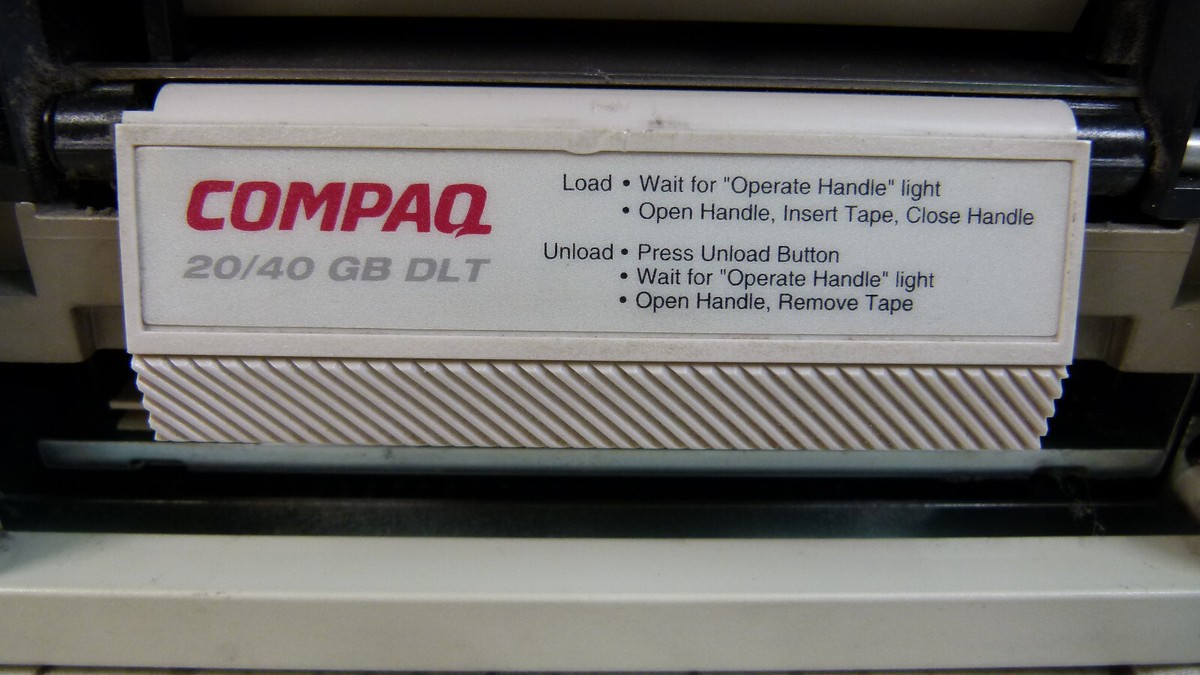 COMPAQ
20/40 GB DLT
Load • Wait for "Operate Handle" light
• Open Handle, Insert Tape, Close Handle
Unload • Press Unload Button
• Wait for "Operate Handle" light
• Open Handle, Remove Tape